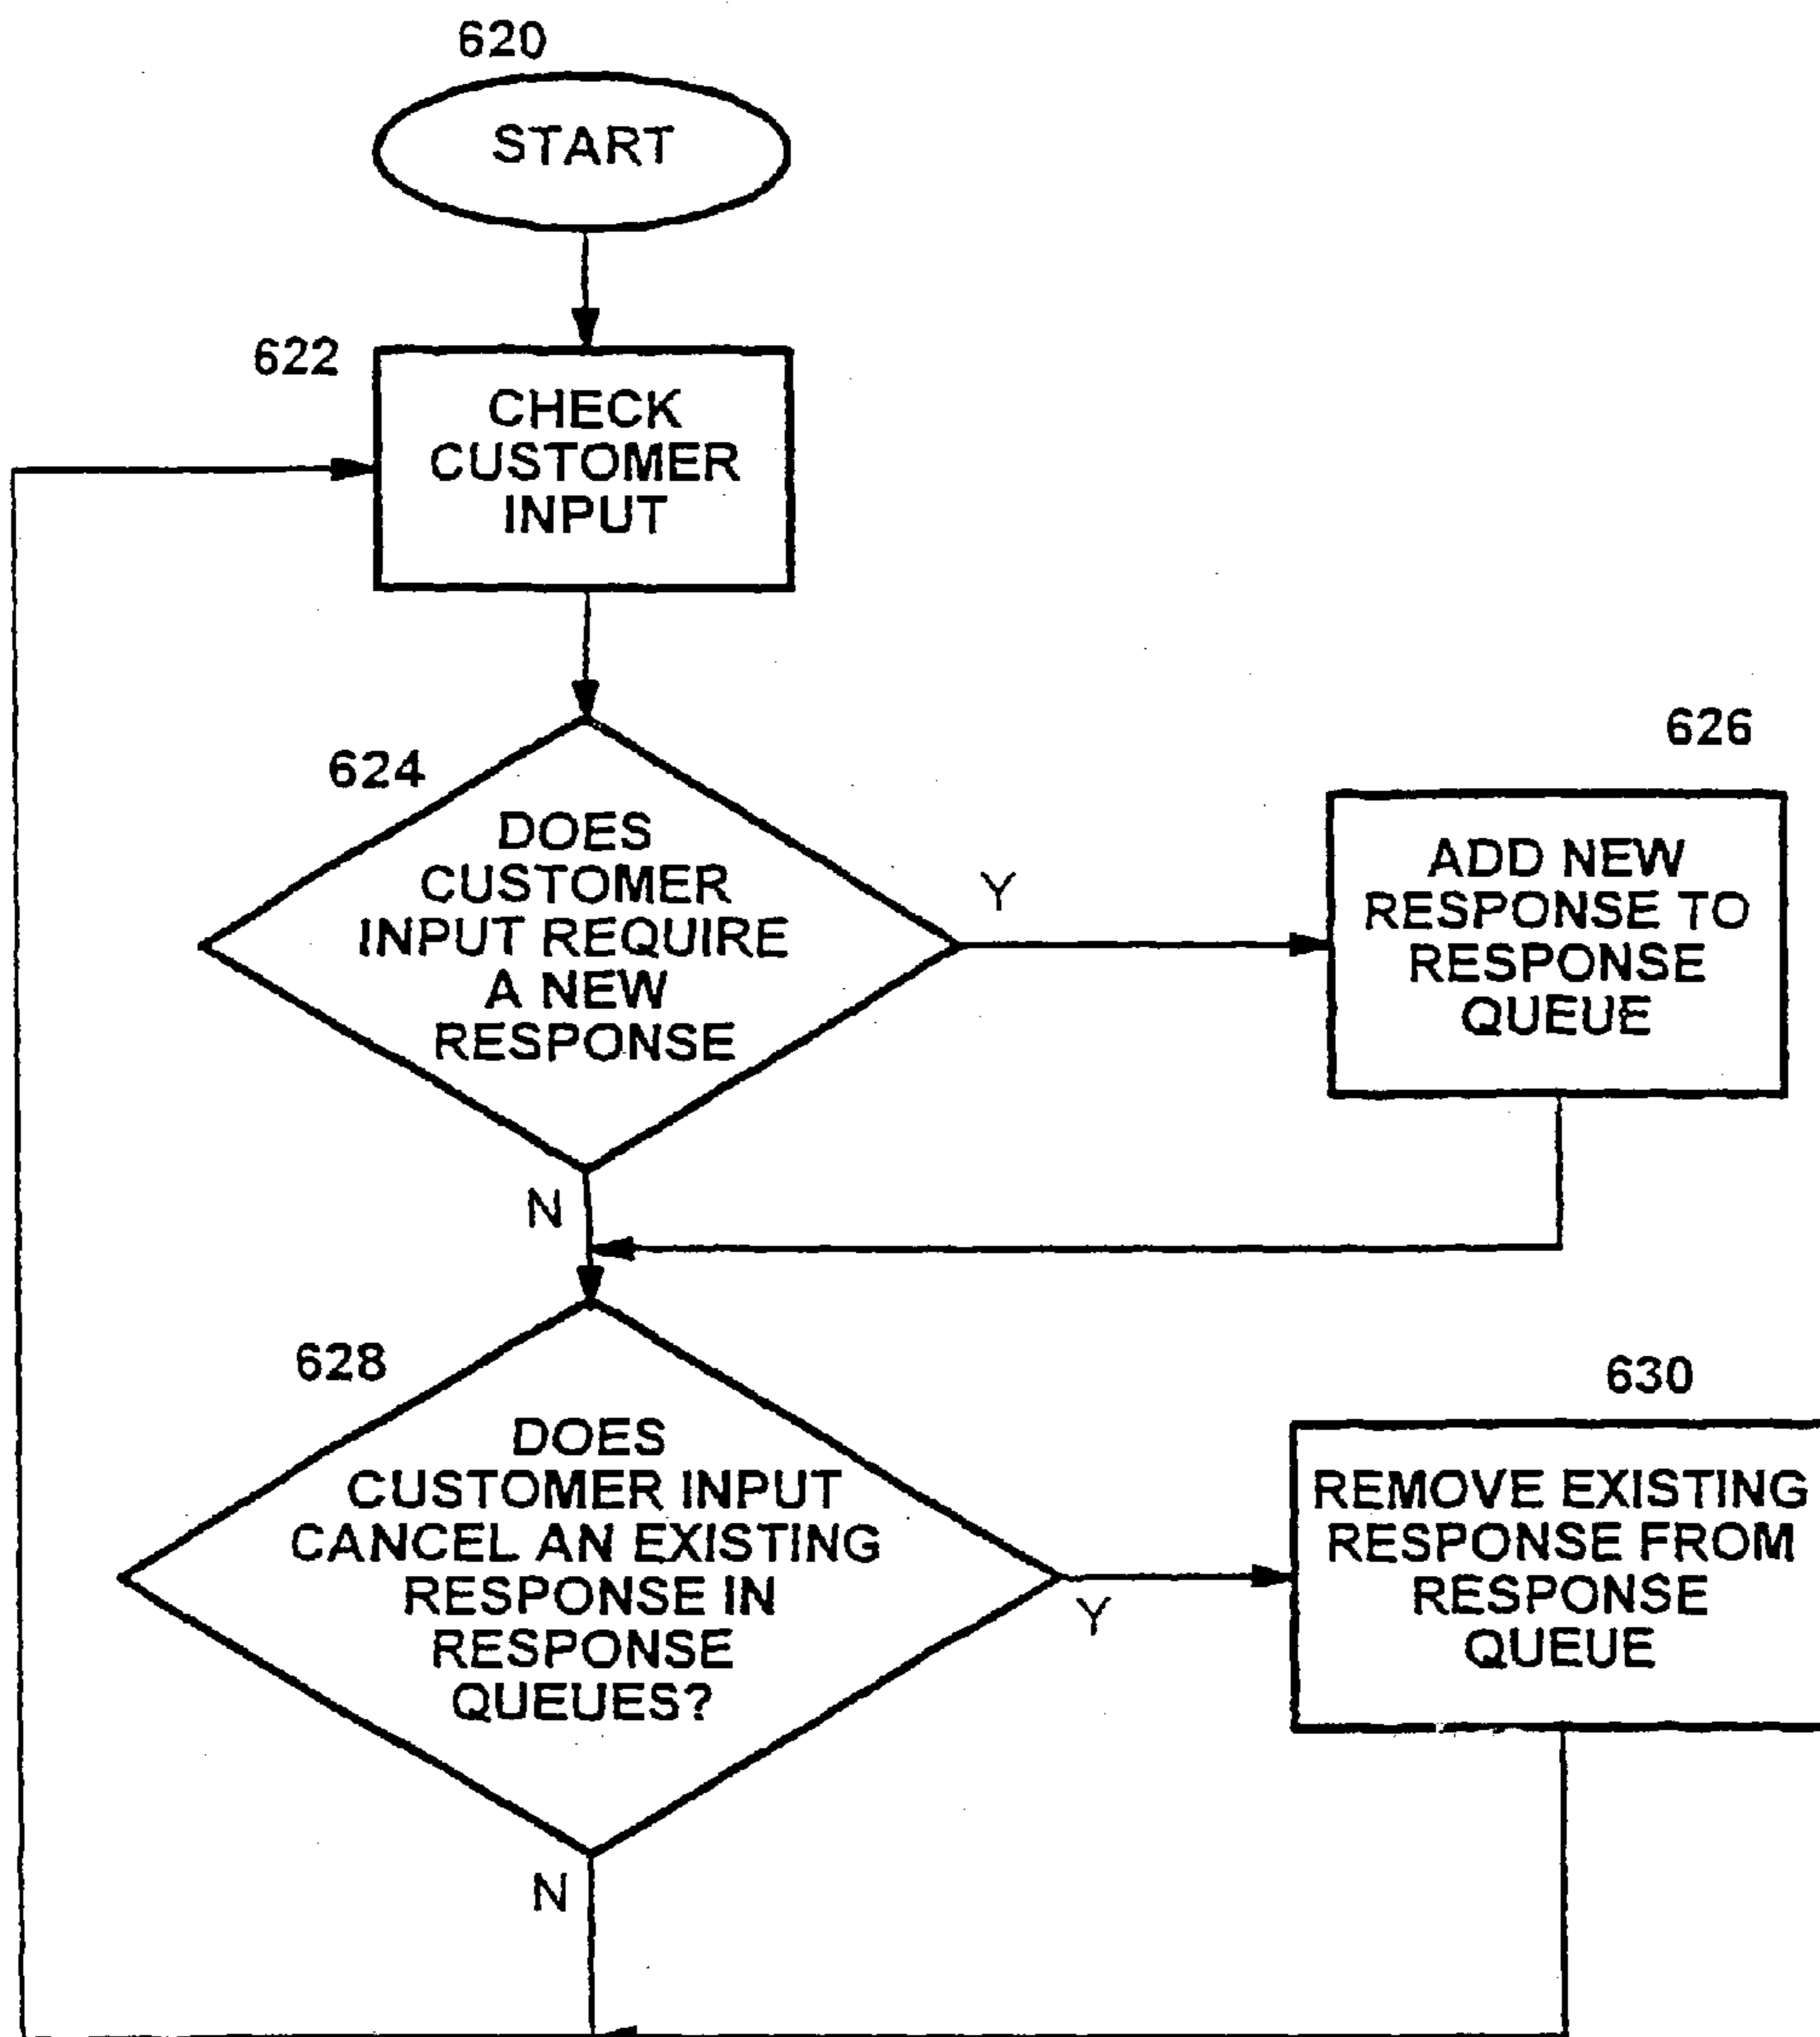 620
START
622
CHECK
CUSTOMER
INPUT
624
DOES
CUSTOMER
INPUT REQUIRE
A NEW
RESPONSE
Y
626
ADD NEW
RESPONSE TO
RESPONSE
QUEUE
N
628
DOES
CUSTOMER INPUT
CANCEL AN EXISTING
RESPONSE IN
RESPONSE
QUEUES?
Y
630
REMOVE EXISTING
RESPONSE FROM
RESPONSE
QUEUE
N